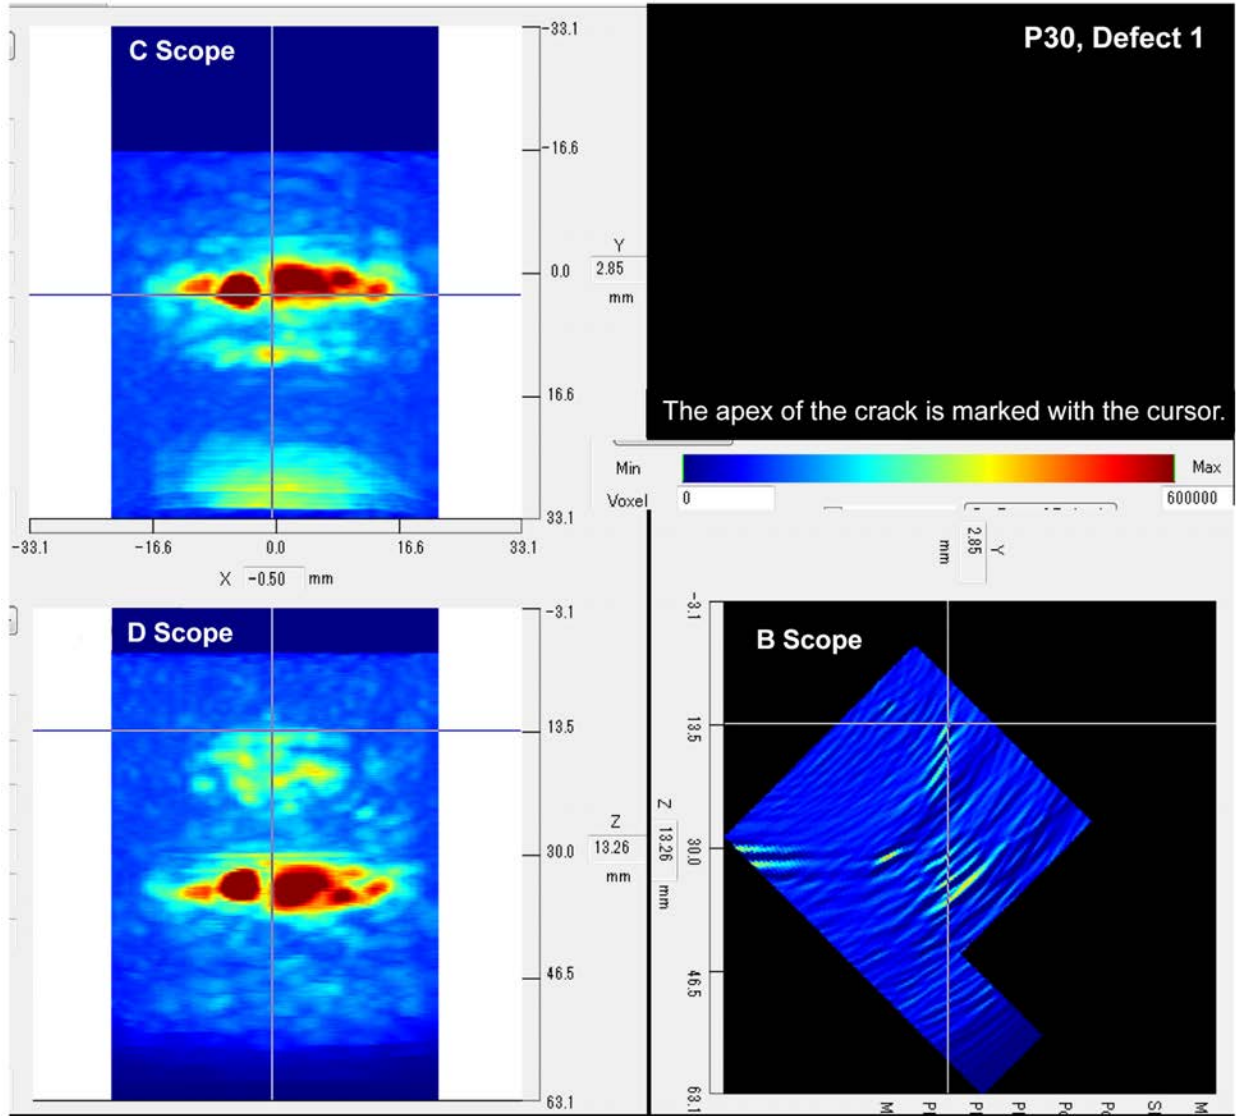 C Scope
-33.1
-16.6
0.0
16.6
33.1
-33.1
-16.6
0.0
16.6
33.1
X -0.50 mm
Y
2.85
mm
P30, Defect 1
The apex of the crack is marked with the cursor.
Min
Max
Voxel
0
600000
D Scope
-3.1
13.5
30.0
46.5
63.1
Z
13.26
mm
Y
2.85
mm
B Scope
-3.1
13.5
30.0
46.5
63.1
Z
13.26
mm